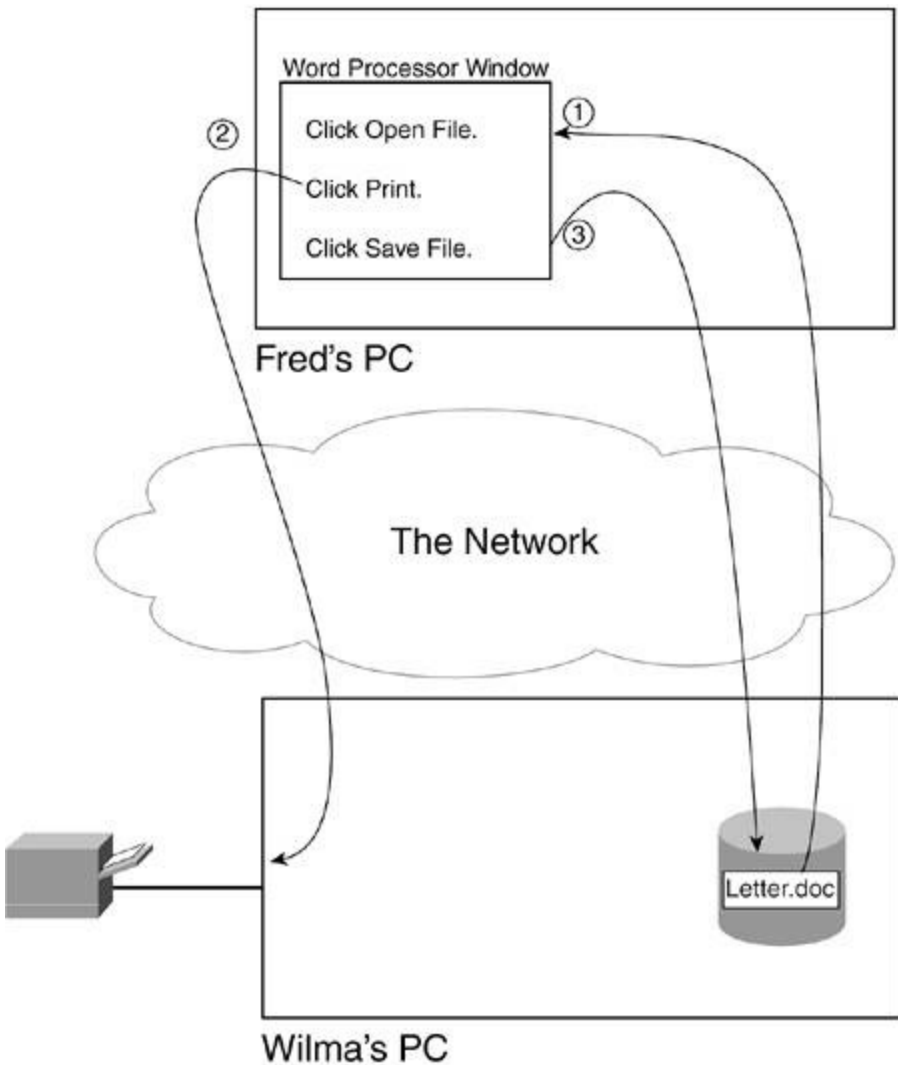 Word Processor Window
①
②
Click Open File.
Click Print.
③
Click Save File.
Fred's PC
The Network
Letter.doc
Wilma's PC